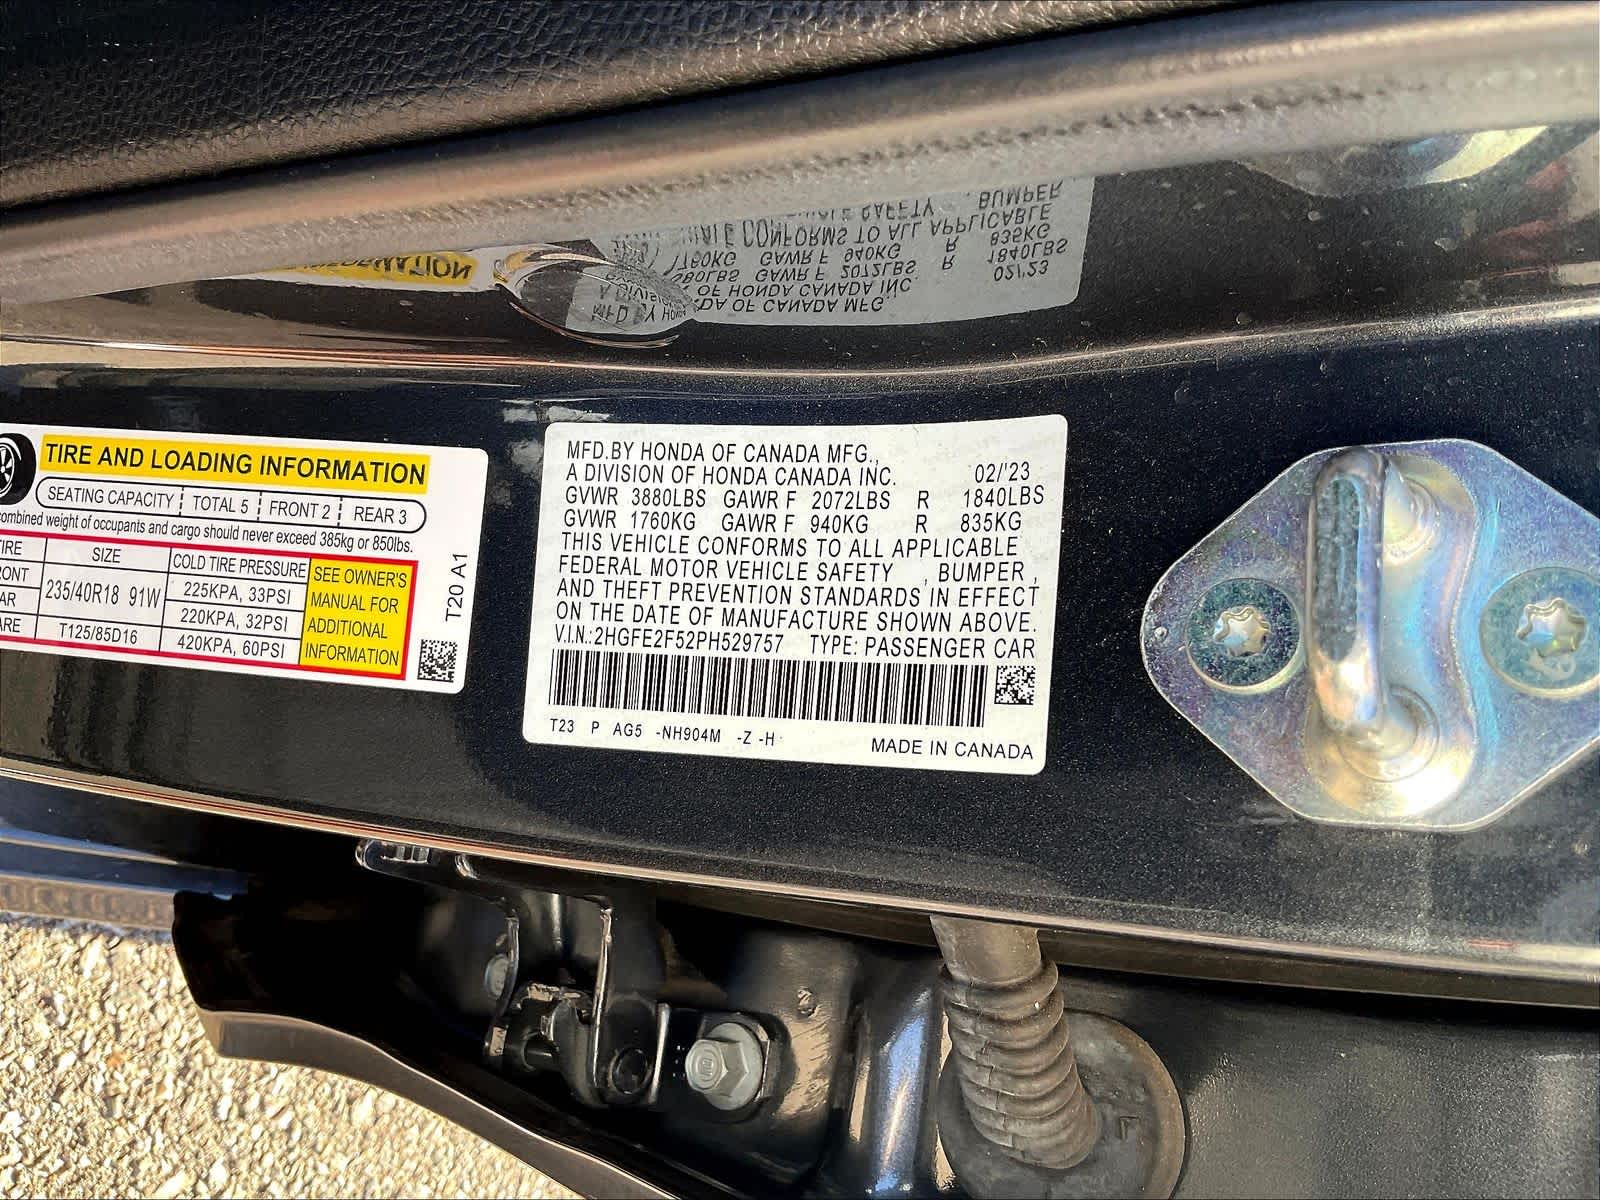 TIRE AND LOADING INFORMATION
SEATING CAPACITY TOTAL 5 FRONT 2 REAR 3
combined weight of occupants and cargo should never exceed 385kg or 850lbs.
SIZE COLD TIRE PRESSURE
235/40R18 91W 225KPA, 33PSI
220KPA, 32PSI
T125/85D16 420KPA, 60PSI
SEE OWNER'S
MANUAL FOR
ADDITIONAL
INFORMATION
T20 A1
MFD.BY HONDA OF CANADA MFG.,
A DIVISION OF HONDA CANADA INC. 02/'23
GVWR 3880LBS GAWR F 2072LBS R 1840LBS
GVWR 1760KG GAWR F 940KG R 835KG
THIS VEHICLE CONFORMS TO ALL APPLICABLE
FEDERAL MOTOR VEHICLE SAFETY , BUMPER ,
AND THEFT PREVENTION STANDARDS IN EFFECT
ON THE DATE OF MANUFACTURE SHOWN ABOVE.
V.I.N.:2HGFE2F52PH529757 TYPE: PASSENGER CAR
T23 P AG5 -NH904M -Z -H
MADE IN CANADA